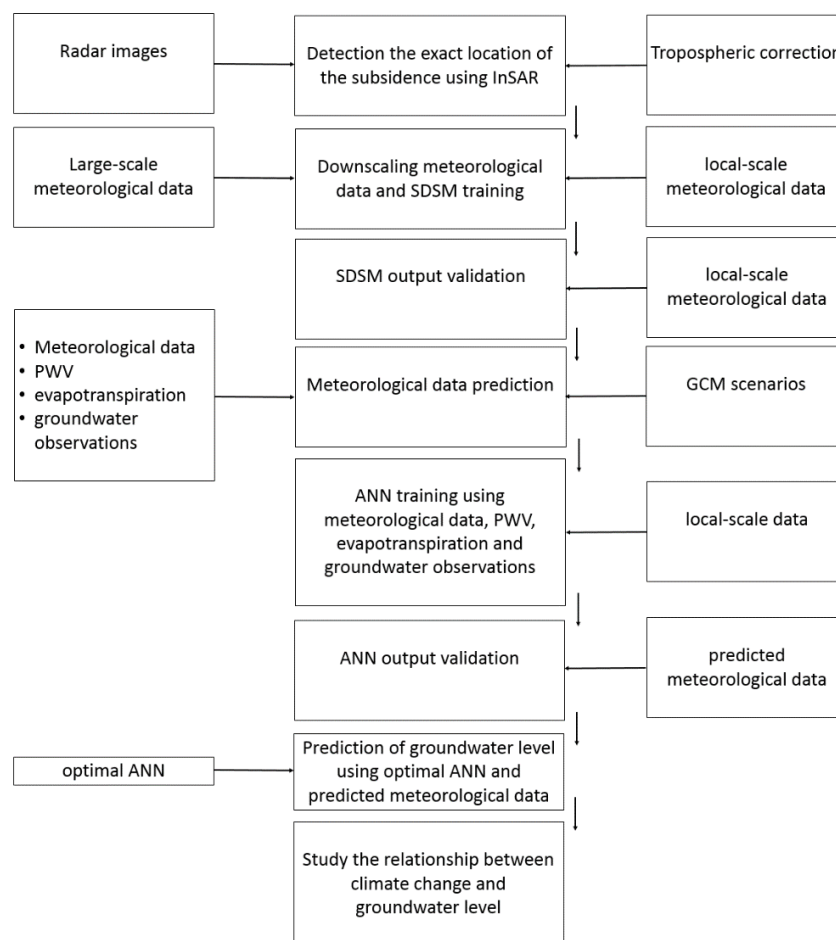 Radar images
Detection the exact location of
the subsidence using InSAR
Tropospheric correction
Large-scale
meteorological data
Downscaling meteorological
data and SDSM training
local-scale
meteorological data
SDSM output validation
local-scale
meteorological data
• Meteorological data
• PWV
• evapotranspiration
• groundwater
observations
Meteorological data prediction
GCM scenarios
ANN training using
meteorological data, PWV,
evapotranspiration and
groundwater observations
local-scale data
ANN output validation
predicted
meteorological data
optimal ANN
Prediction of groundwater level
using optimal ANN and
predicted meteorological data
Study the relationship between
climate change and
groundwater level